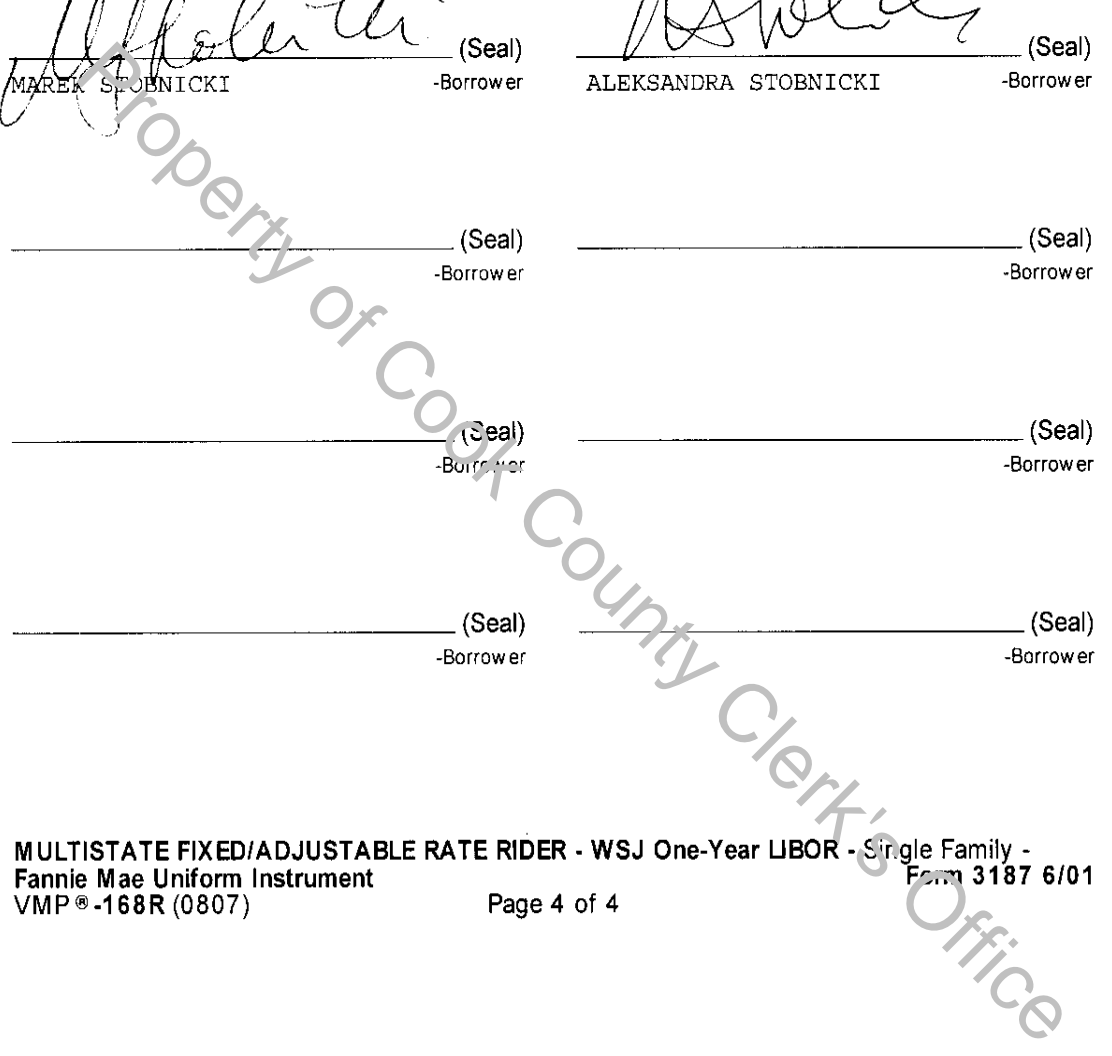 (Seal) (Seal)
MAREK STOBNICKI -Borrower ALEKSANDRA STOBNICKI -Borrower
(Seal) (Seal)
-Borrower -Borrower
(Seal) (Seal)
-Borrower -Borrower
(Seal) (Seal)
-Borrower -Borrower
MULTISTATE FIXED/ADJUSTABLE RATE RIDER - WSJ One-Year LIBOR - Single Family -
Fannie Mae Uniform Instrument Form 3187 6/01
VMP ® -168R (0807) Page 4 of 4
Property of Cook County Clerk's Office